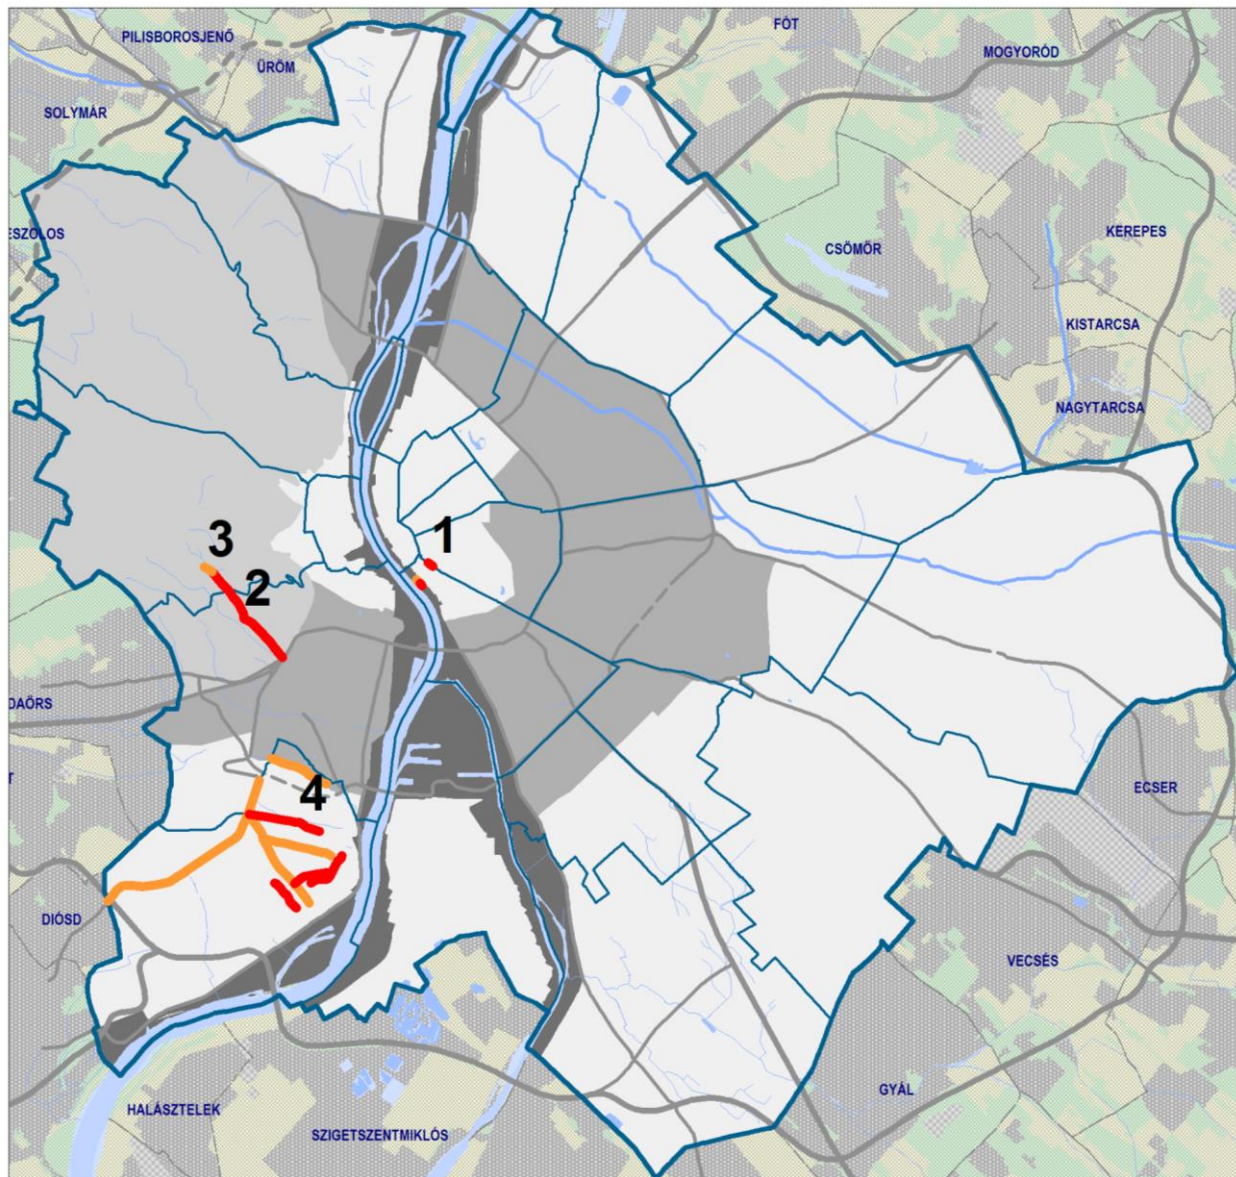 FÓT
PILISBOROSJENŐ
MOGYORÓD
ÜRÖM
SOLYMÁR
KEREPES
ESZŐLŐS
CSÖMÖR
KISTARCSA
NAGYTARCSA
3
1
2
DAÖRS
T
ECSER
4
DIÓSD
VECSÉS
GYÁL
HALÁSZTELEK
SZIGETSZENTMIKLÓS